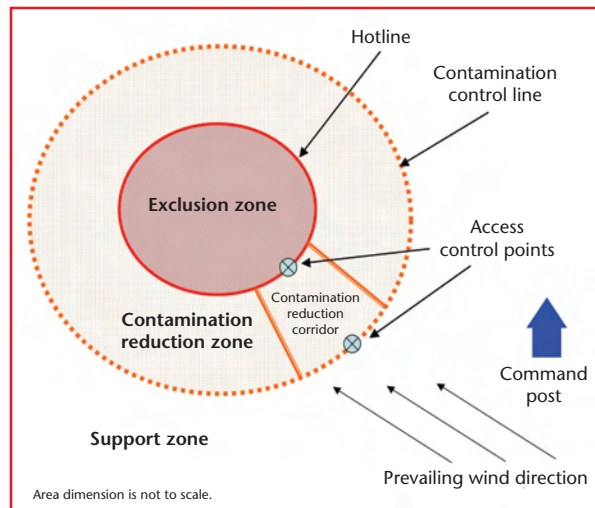 Hotline
Contamination
control line
Exclusion zone
Access
control points
Contamination
reduction
corridor
Contamination
reduction zone
Command
post
Support zone
Prevailing wind direction
Area dimension is not to scale.